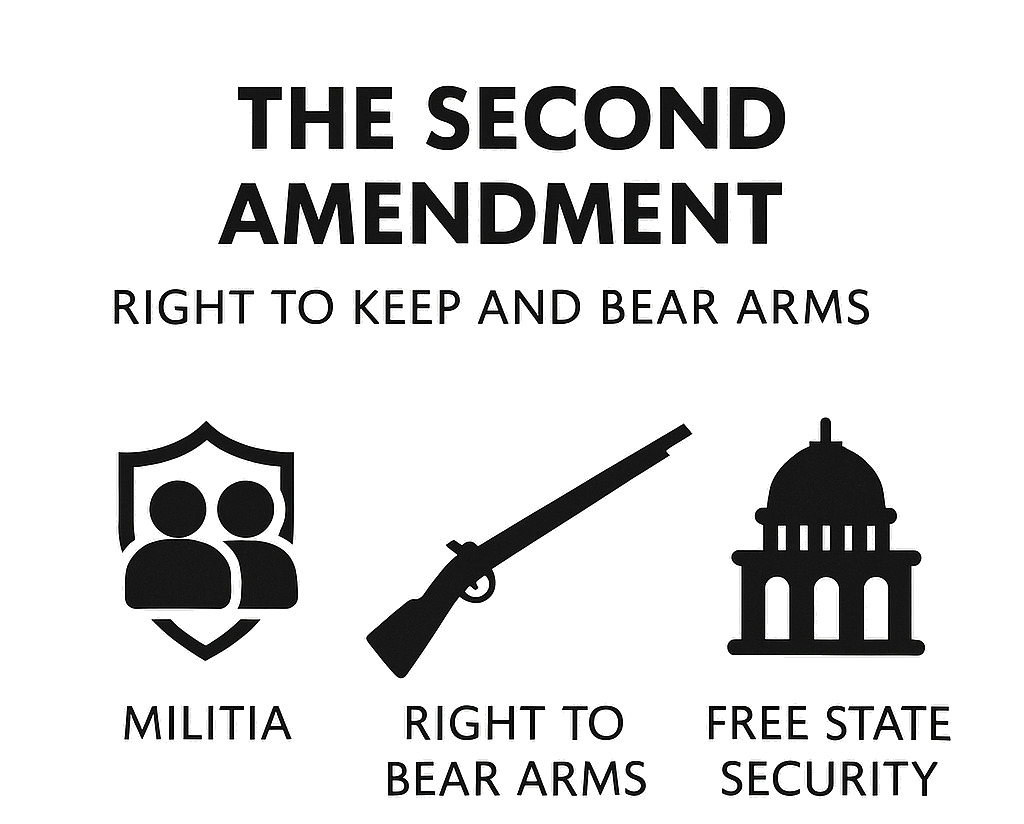 THE SECOND
AMENDMENT
RIGHT TO KEEP AND BEAR ARMS
MILITIA
RIGHT TO
BEAR ARMS
FREE STATE
SECURITY